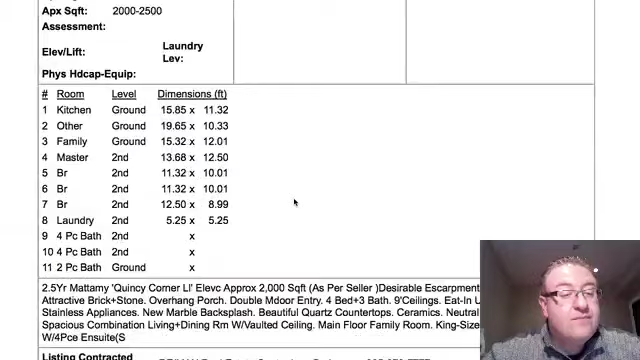 Apx Sqft: 2000-2500
Assessment:
Elev/Lift: Laundry Lev:
Phys Hdcap-Equip:
# Room Level Dimensions (ft)
1 Kitchen Ground 15.85 x 11.32
2 Other Ground 19.65 x 10.33
3 Family Ground 15.32 x 12.01
4 Master 2nd 13.68 x 12.50
5 Br 2nd 11.32 x 10.01
6 Br 2nd 11.32 x 10.01
7 Br 2nd 12.50 x 8.99
8 Laundry 2nd 5.25 x 5.25
9 4 Pc Bath 2nd x
10 4 Pc Bath 2nd x
11 2 Pc Bath Ground x
2.5Yr Mattamy 'Quincy Corner Ll' Elevc Approx 2,000 Sqft (As Per Seller )Desirable Escarpment
Attractive Brick+Stone. Overhang Porch. Double Mdoor Entry. 4 Bed+3 Bath. 9'Ceilings. Eat-In
Stainless Appliances. New Marble Backsplash. Beautiful Quartz Countertops. Ceramics. Neutral
Spacious Combination Living+Dining Rm W/Vaulted Ceiling. Main Floor Family Room. King-Size
W/4Pce Ensuite(S
Listing Contracted